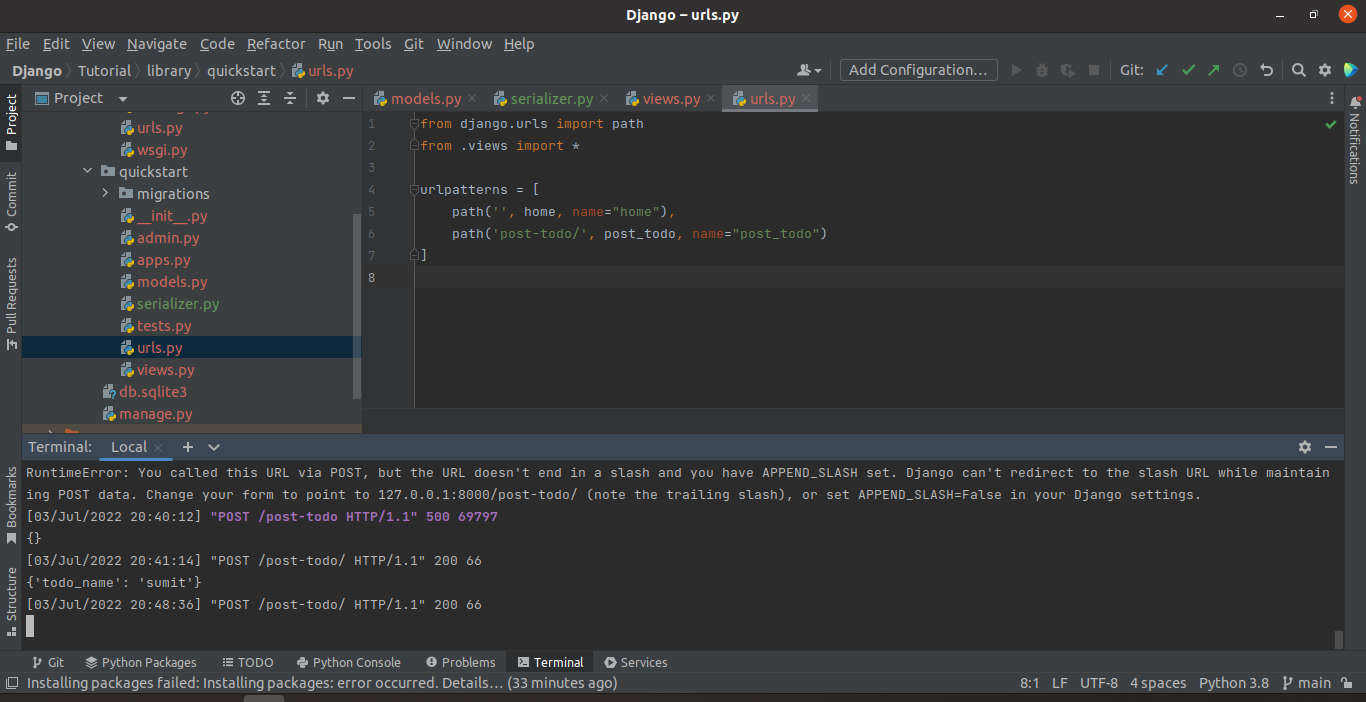 Django – urls.py
File Edit View Navigate Code Refactor Run Tools Git Window Help
Django Tutorial library quickstart urls.py
Add Configuration...
Git:
Project
models.py serializer.py views.py urls.py
Project
Commit
Pull Requests
Bookmarks
Structure
urls.py
wsgi.py
quickstart
migrations
__init__.py
admin.py
apps.py
models.py
serializer.py
tests.py
urls.py
views.py
db.sqlite3
manage.py
1 from django.urls import path
2 from .views import *
3
4 urlpatterns = [
5 path('', home, name="home"),
6 path('post-todo/', post_todo, name="post_todo")
7 ]
8
Notifications
Terminal: Local
RuntimeError: You called this URL via POST, but the URL doesn't end in a slash and you have APPEND_SLASH set. Django can't redirect to the slash URL while maintain
ing POST data. Change your form to point to 127.0.0.1:8000/post-todo/ (note the trailing slash), or set APPEND_SLASH=False in your Django settings.
[03/Jul/2022 20:40:12] "POST /post-todo HTTP/1.1" 500 69797
{}
[03/Jul/2022 20:41:14] "POST /post-todo/ HTTP/1.1" 200 66
{'todo_name': 'sumit'}
[03/Jul/2022 20:48:36] "POST /post-todo/ HTTP/1.1" 200 66
Git Python Packages TODO Python Console Problems Terminal Services
Installing packages failed: Installing packages: error occurred. Details... (33 minutes ago) 8:1 LF UTF-8 4 spaces Python 3.8 main